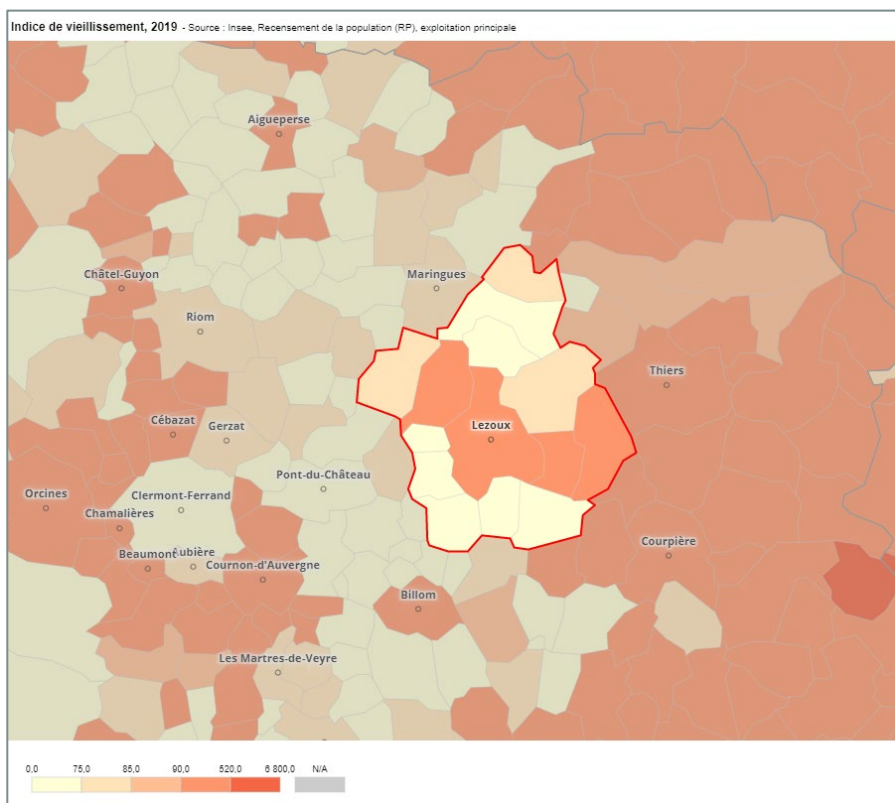 Indice de vieillissement, 2019 - Source : Insee, Recensement de la population (RP), exploitation principale
Aigueperse
Châtel-Guyon
Maringues
Riom
Thiers
Cébazat
Gerzat
Lezoux
Pont-du-Château
Orcines
Clermont-Ferrand
Chamalières
Courpière
Beaumont Aubière
Cournon-d'Auvergne
Billom
Les Martres-de-Veyre
0,0 75,0 85,0 90,0 520,0 6 800,0 N/A